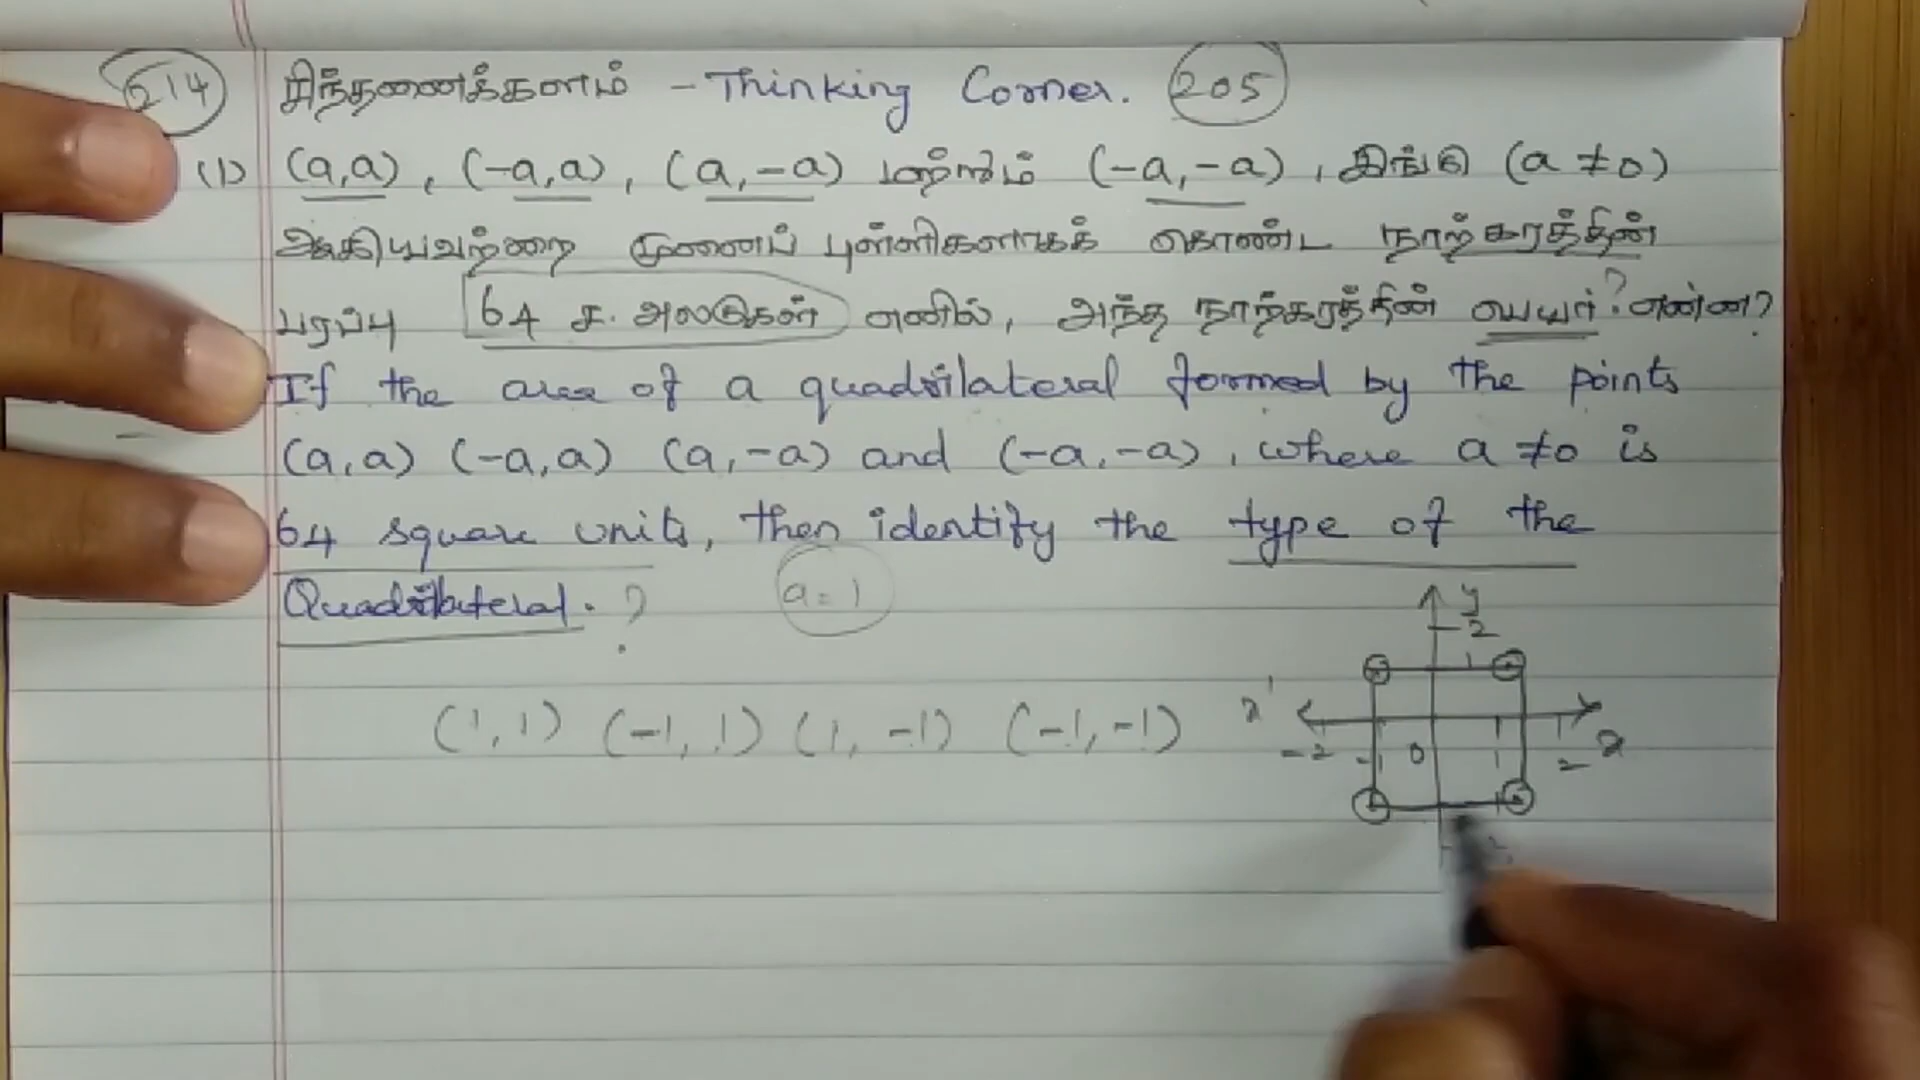 214 சிந்தனைக்களம் - Thinking Corner. 205
(1) (a,a), (-a,a), (a,-a) மற்றும் (-a,-a), இங்கு (a ≠ 0)
ஆகியவற்றை முனைப் புள்ளிகளாகக் கொண்ட நாற்கரத்தின்
பரப்பு 64 ச. அலகுகள் எனில், அந்த நாற்கரத்தின் பெயர்? என்ன?
If the area of a quadrilateral formed by the points
(a,a) (-a,a) (a,-a) and (-a,-a), where a ≠ 0 is
64 square units, then identify the type of the
Quadrilateral. ? a = 1
(1, 1) (-1, 1) (1, -1) (-1, -1)
y
2
1
x' x
-2 -1 0 1 2